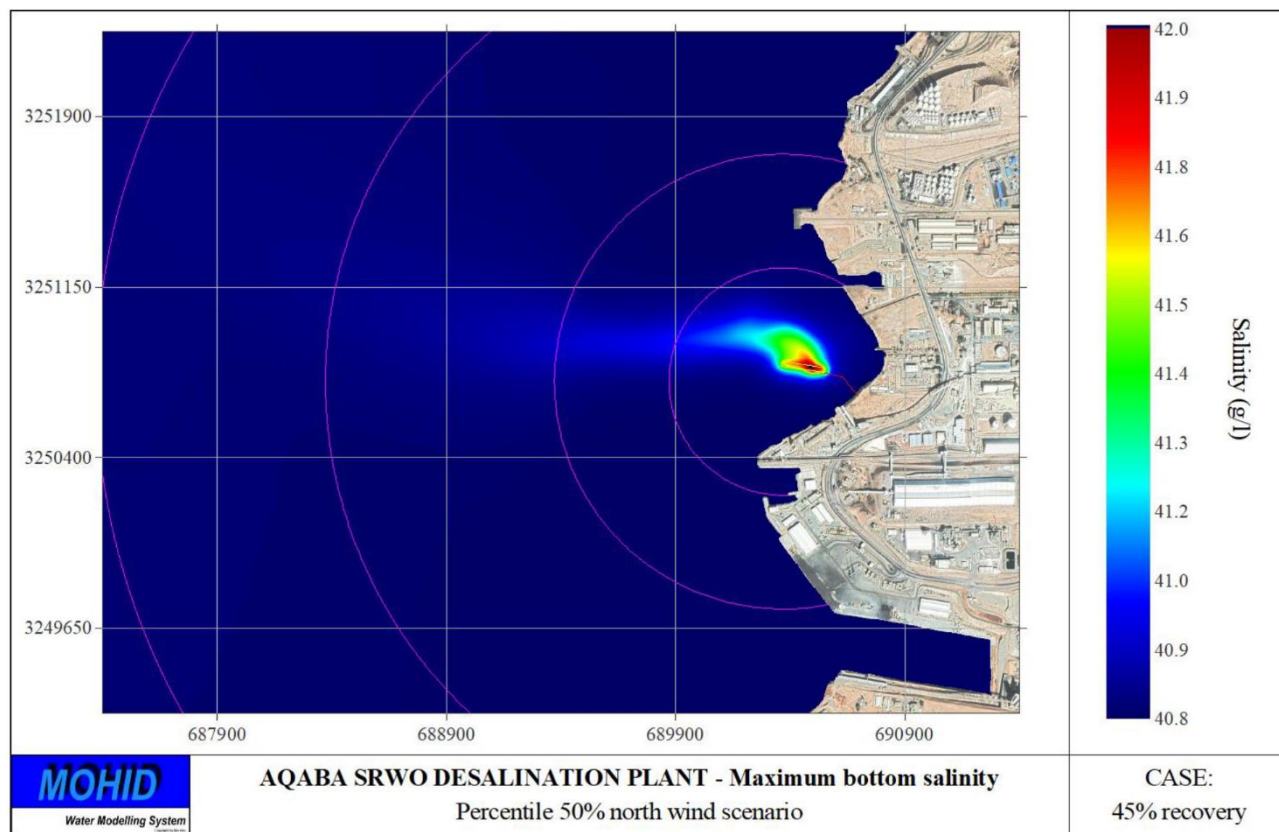 3251900
3251150
3250400
3249650
687900
688900
689900
690900
42.0
41.9
41.8
41.6
41.5
41.4
41.3
41.2
41.0
40.9
40.8
Salinity (g/l)
MOHID
Water Modelling System
AQABA SRWO DESALINATION PLANT - Maximum bottom salinity
Percentile 50% north wind scenario
CASE:
45% recovery